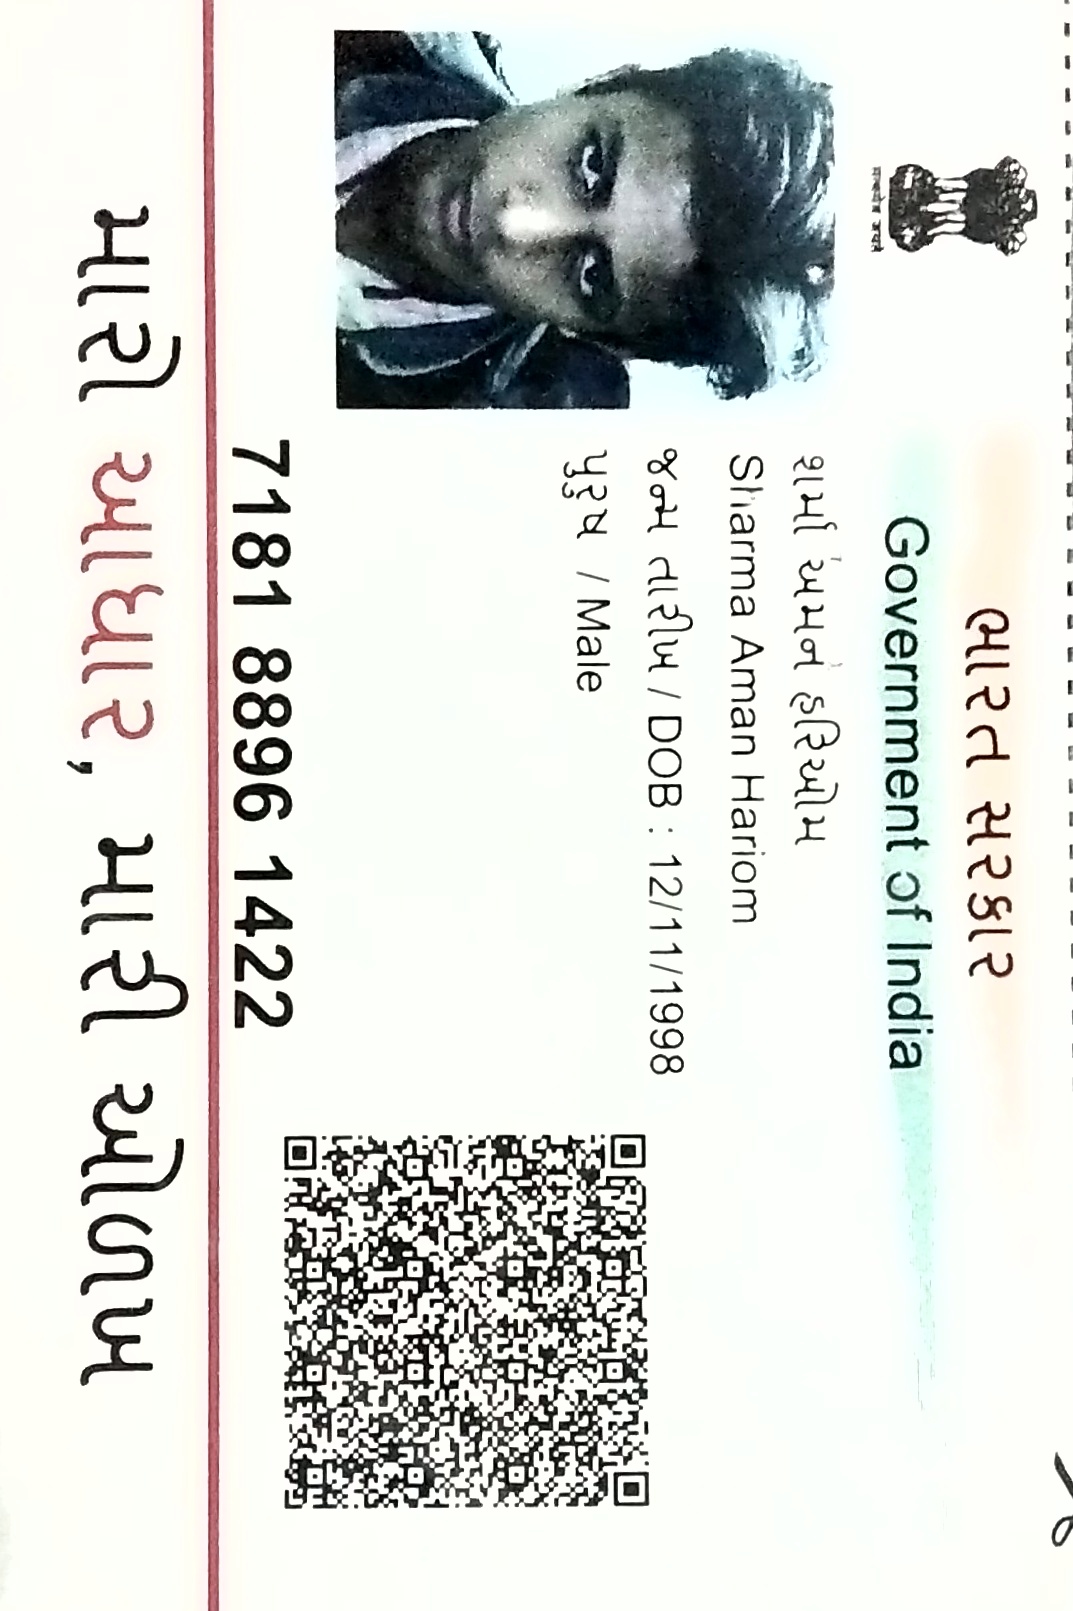 ભારત સરકાર
Government of India
શર્મા અમન હરિઓમ
Sharma Aman Hariom
જન્મ તારીખ / DOB : 12/11/1998
પુરુષ / Male
7181 8896 1422
મારો આધાર, મારી ઓળખ